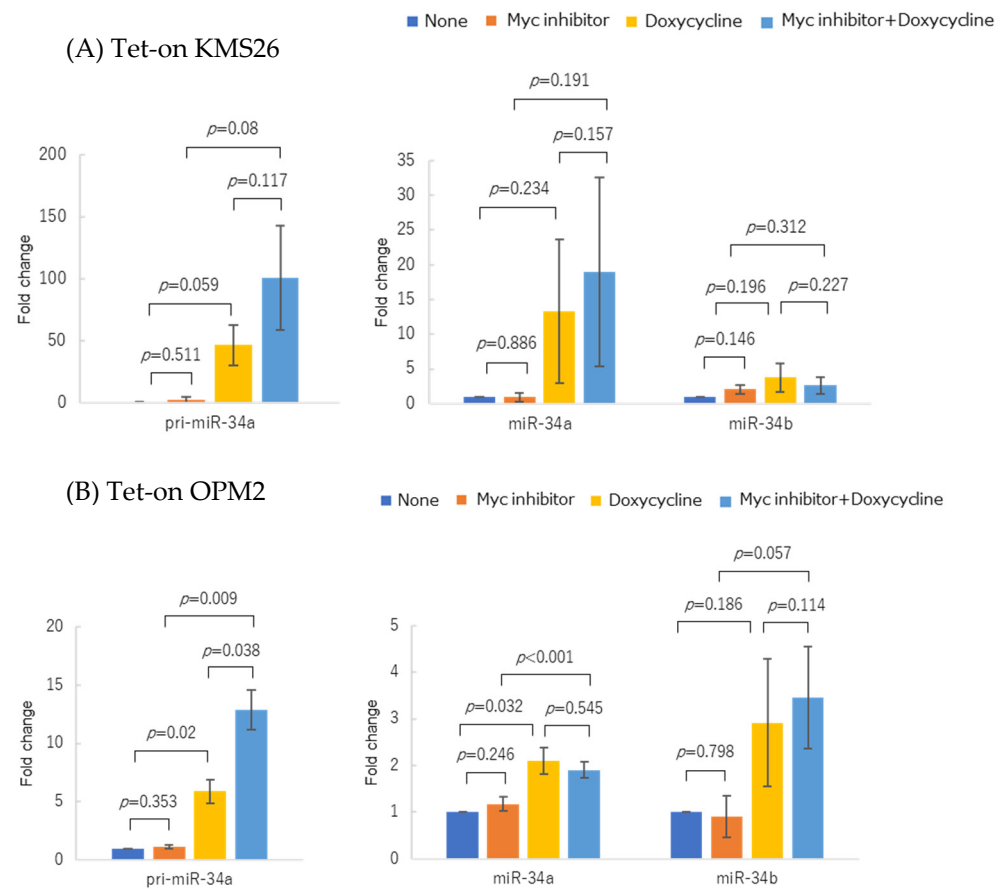 None Myc inhibitor Doxycycline Myc inhibitor+Doxycycline
(A) Tet-on KMS26
p=0.08
p=0.117
p=0.059
p=0.511
200
150
100
50
0
Fold change
pri-miR-34a
p=0.191
p=0.157
p=0.234
p=0.886
p=0.312
p=0.196
p=0.227
p=0.146
35
30
25
20
15
10
5
0
Fold change
miR-34a
miR-34b
(B) Tet-on OPM2
None Myc inhibitor Doxycycline Myc inhibitor+Doxycycline
p=0.009
p=0.038
p=0.02
p=0.353
20
15
10
5
0
Fold change
pri-miR-34a
p<0.001
p=0.032
p=0.545
p=0.246
p=0.057
p=0.186
p=0.114
p=0.798
5
4
3
2
1
0
Fold change
miR-34a
miR-34b